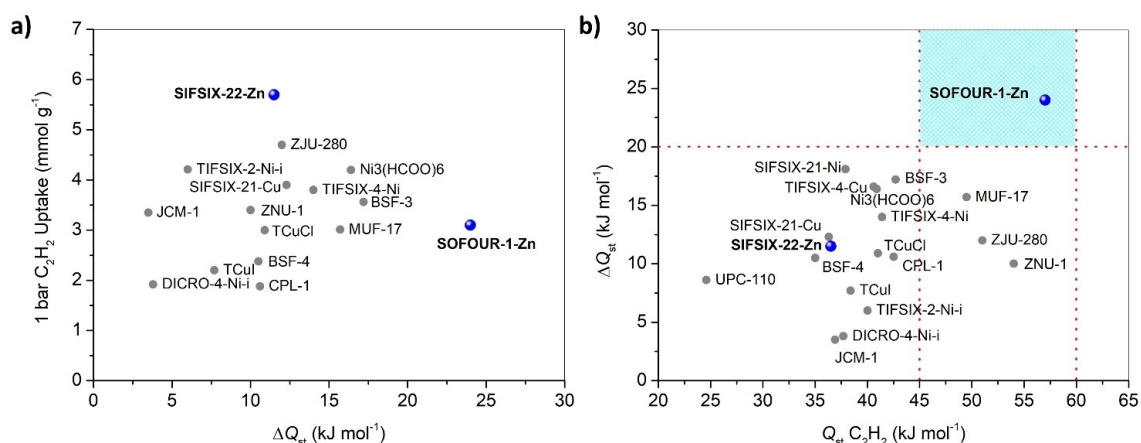 a)
7
6
5
4
3
2
1
0
1 bar C2H2 Uptake (mmol g-1)
SIFSIX-22-Zn
ZJU-280
TIFSIX-2-Ni-i
Ni3(HCOO)6
SIFSIX-21-Cu
TIFSIX-4-Ni
BSF-3
JCM-1
ZNU-1
TCuCl
MUF-17
SOFOUR-1-Zn
BSF-4
TCuI
DICRO-4-Ni-i
CPL-1
0 5 10 15 20 25 30
ΔQst (kJ mol-1)
b)
30
25
20
15
10
5
0
ΔQst (kJ mol-1)
SOFOUR-1-Zn
SIFSIX-21-Ni
BSF-3
TIFSIX-4-Cu
Ni3(HCOO)6
MUF-17
TIFSIX-4-Ni
SIFSIX-21-Cu
ZJU-280
SIFSIX-22-Zn
TCuCl
BSF-4
CPL-1
ZNU-1
UPC-110
TCuI
TIFSIX-2-Ni-i
DICRO-4-Ni-i
JCM-1
20 25 30 35 40 45 50 55 60 65
Qst C2H2 (kJ mol-1)